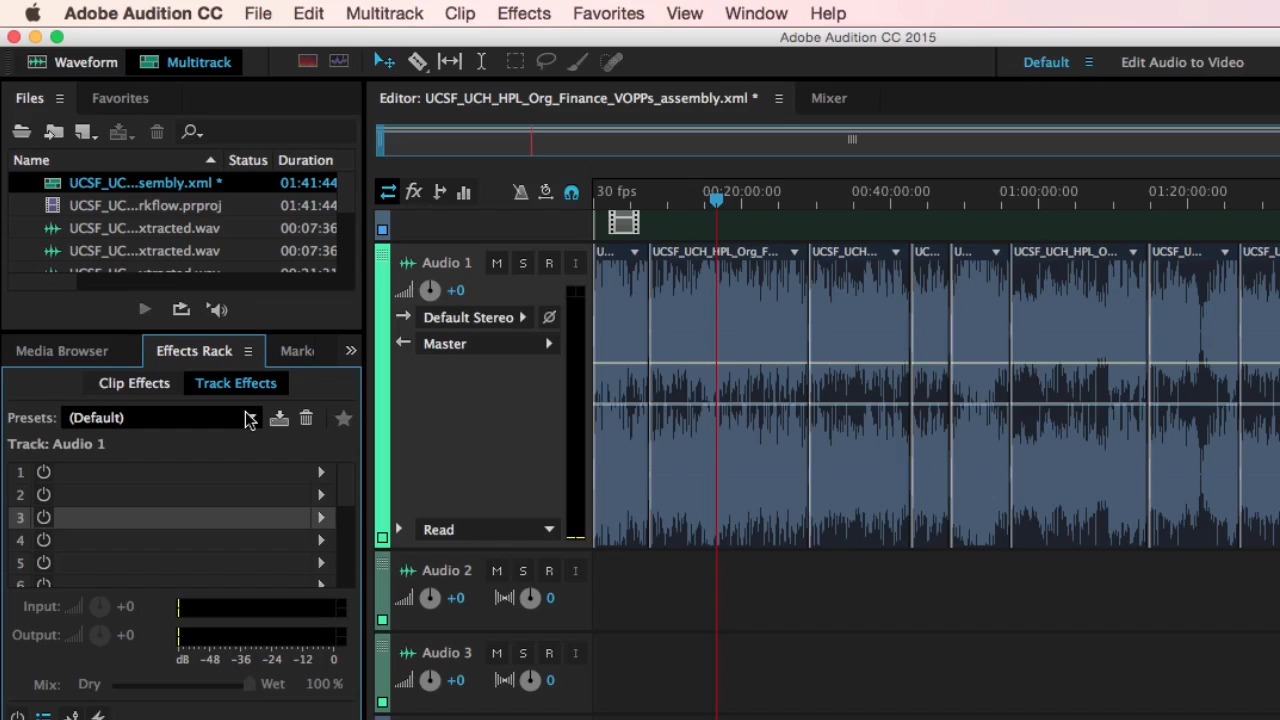 Adobe Audition CC File Edit Multitrack Clip Effects Favorites View Window Help
Adobe Audition CC 2015
Waveform Multitrack Default Edit Audio to Video
Files Favorites Editor: UCSF_UCH_HPL_Org_Finance_VOPPs_assembly.xml * Mixer
Name Status Duration
UCSF_UC...sembly.xml * 01:41:44
UCSF_UC...rkflow.prproj 01:41:44
UCSF_UC...xtracted.wav 00:07:36
UCSF_UC...xtracted.wav 00:07:36
fx 30 fps 00:20:00:00 00:40:00:00 01:00:00:00 01:20:00:00
Audio 1 M S R I
U... UCSF_UCH_HPL_Org_F... UCSF_UCH... UC... U... UCSF_UCH_HPL_O... UCSF_U... UCSF_U
+0
Default Stereo
Master
Read
Media Browser Effects Rack Mark
Clip Effects Track Effects
Presets: (Default)
Track: Audio 1
1
2
3
4
5
6
Input: +0
Output: +0
dB -48 -36 -24 -12 0
Mix: Dry Wet 100 %
Audio 2 M S R I
+0 0
Audio 3 M S R I
+0 0